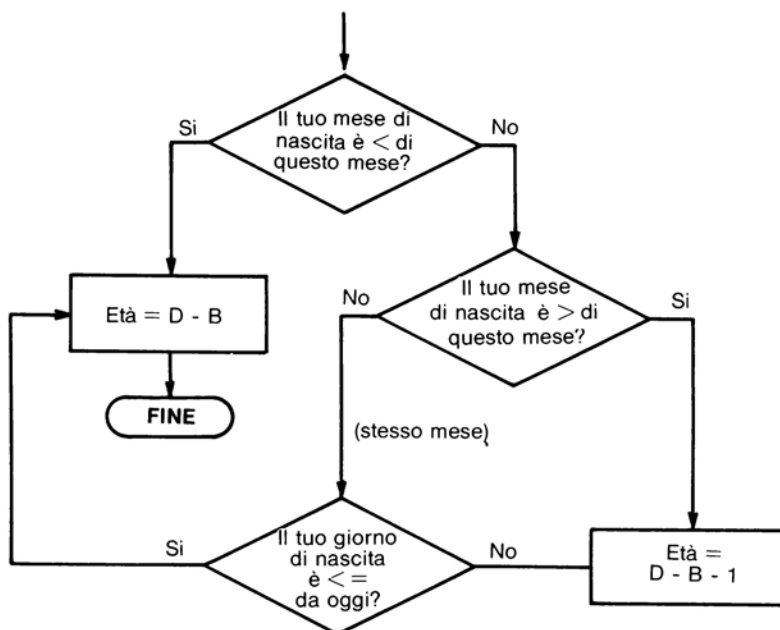 Il tuo mese di
nascita è < di
questo mese?
Si
No
Il tuo mese
di nascita è > di
questo mese?
No
Si
Età = D - B
FINE
(stesso mese)
Il tuo giorno
di nascita
è < =
da oggi?
Si
No
Età =
D - B - 1